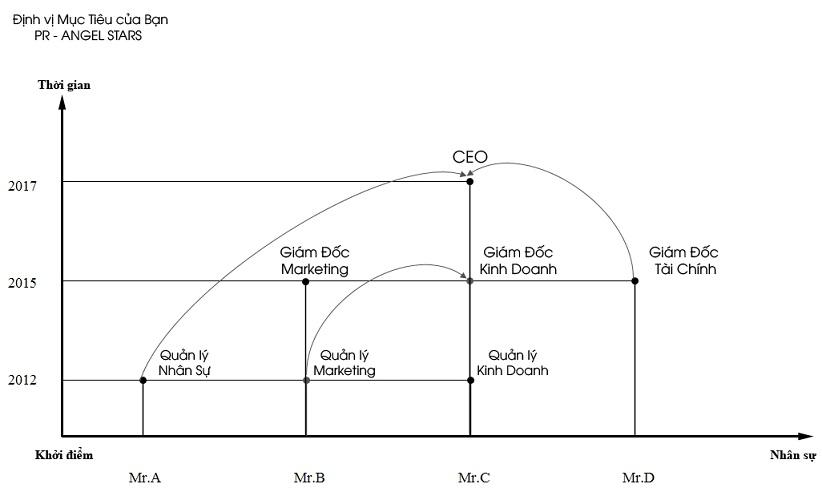 Định vị Mục Tiêu của Bạn
PR - ANGEL STARS
Thời gian
CEO
2017
Giám Đốc
Marketing
Giám Đốc
Kinh Doanh
Giám Đốc
Tài Chính
2015
Quản lý
Nhân Sự
Quản lý
Marketing
Quản lý
Kinh Doanh
2012
Khởi điểm
Nhân sự
Mr.A
Mr.B
Mr.C
Mr.D